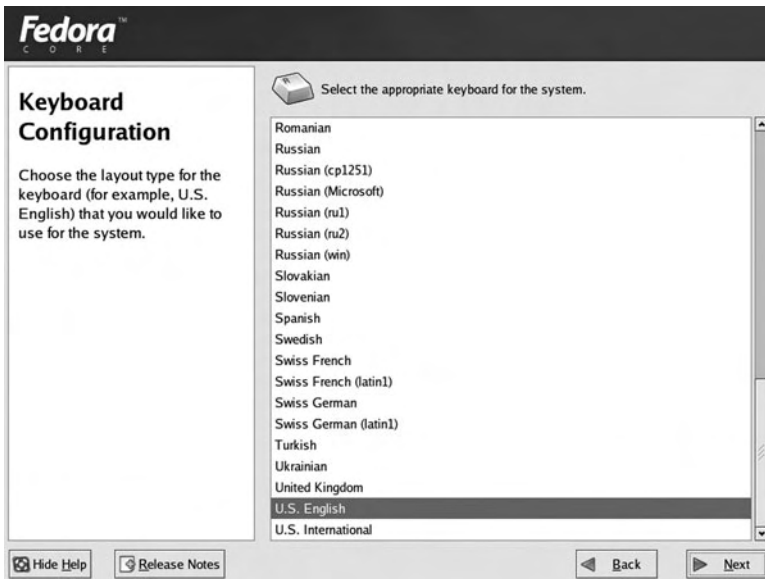 Fedora™
CORE
Keyboard
Configuration
Choose the layout type for the
keyboard (for example, U.S.
English) that you would like to
use for the system.
Select the appropriate keyboard for the system.
Romanian
Russian
Russian (cp1251)
Russian (Microsoft)
Russian (ru1)
Russian (ru2)
Russian (win)
Slovakian
Slovenian
Spanish
Swedish
Swiss French
Swiss French (latin1)
Swiss German
Swiss German (latin1)
Turkish
Ukrainian
United Kingdom
U.S. English
U.S. International
Hide Help
Release Notes
Back
Next